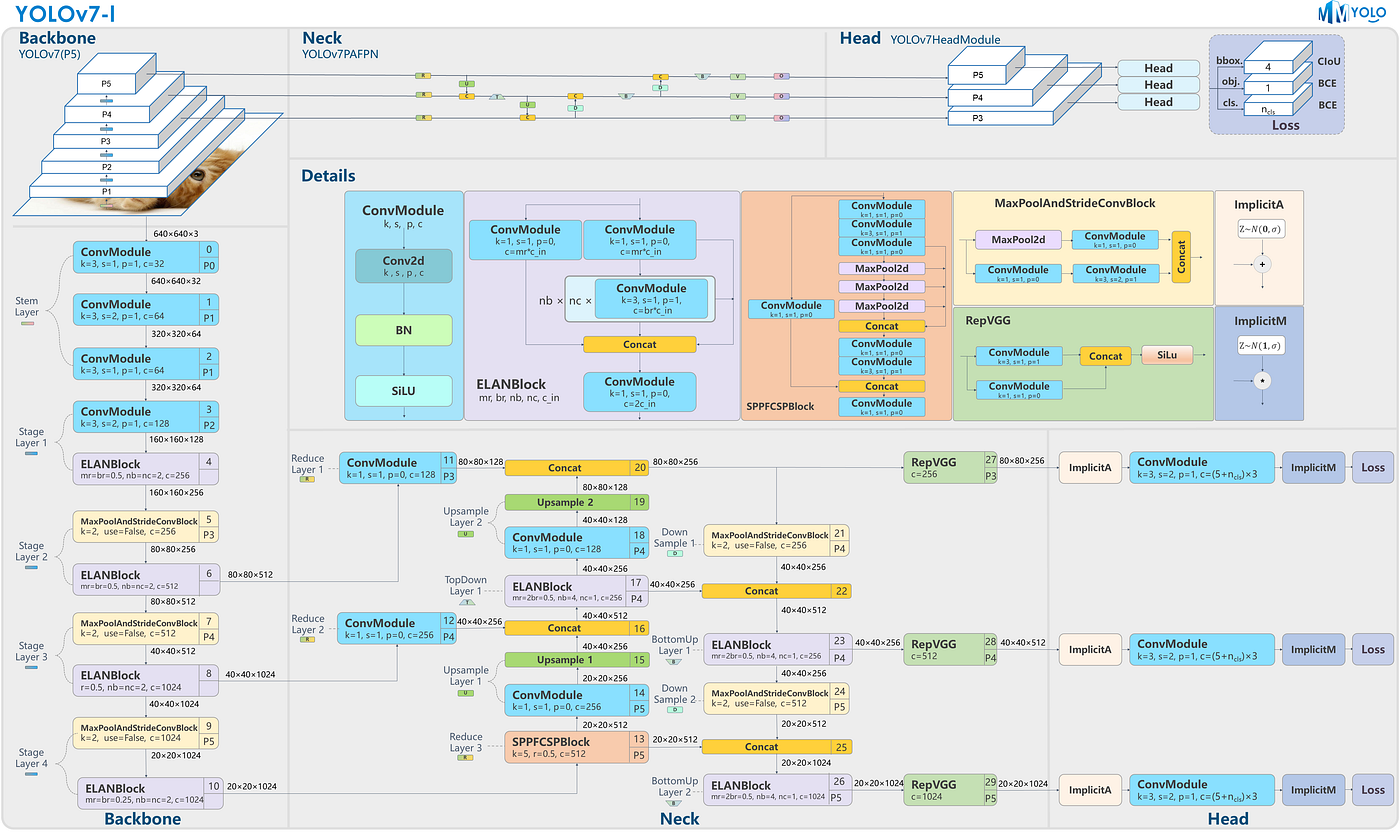 YOLOv7-l
MMYOLO
Backbone
YOLOv7(P5)
P5
P4
P3
P2
P1
Neck
YOLOv7PAFPN
R
U
C
D
B
V
O
R
C
T
U
C
D
B
V
O
R
C
V
O
Head YOLOv7HeadModule
P5
P4
P3
Head
Head
Head
bbox. 4 CIoU
obj. 1 BCE
cls. n_cls BCE
Loss
Details
ConvModule
k, s, p, c
Conv2d
k, s, p, c
BN
SiLU
ConvModule
k=1, s=1, p=0,
c=mr*c_in
ConvModule
k=1, s=1, p=0,
c=mr*c_in
nb × nc ×
ConvModule
k=3, s=1, p=1,
c=br*c_in
Concat
ELANBlock
mr, br, nb, nc, c_in
ConvModule
k=1, s=1, p=0,
c=2c_in
ConvModule
k=1, s=1, p=0
ConvModule
k=3, s=1, p=1
ConvModule
k=1, s=1, p=0
MaxPool2d
MaxPool2d
MaxPool2d
ConvModule
k=1, s=1, p=0
Concat
ConvModule
k=1, s=1, p=0
ConvModule
k=3, s=1, p=1
Concat
ConvModule
k=1, s=1, p=0
SPPFCSPBlock
MaxPoolAndStrideConvBlock
MaxPool2d
ConvModule
k=1, s=1, p=0
ConvModule
k=1, s=1, p=0
ConvModule
k=3, s=2, p=1
Concat
RepVGG
ConvModule
k=3, s=1, p=1
ConvModule
k=1, s=1, p=0
Concat
SiLu
ImplicitA
Z~N(0,σ)
+
ImplicitM
Z~N(1,σ)
*
640×640×3
Stem
Layer
ConvModule 0
k=3, s=1, p=1, c=32 P0
640×640×32
ConvModule 1
k=3, s=2, p=1, c=64 P1
320×320×64
ConvModule 2
k=3, s=1, p=1, c=64 P1
320×320×64
Stage
Layer 1
ConvModule 3
k=3, s=2, p=1, c=128 P2
160×160×128
ELANBlock 4
mr=br=0.5, nb=nc=2, c=256
160×160×256
Stage
Layer 2
MaxPoolAndStrideConvBlock 5
k=2, use=False, c=256 P3
80×80×256
ELANBlock 6
mr=br=0.5, nb=nc=2, c=512
80×80×512
80×80×512
Stage
Layer 3
MaxPoolAndStrideConvBlock 7
k=2, use=False, c=512 P4
40×40×512
ELANBlock 8
r=0.5, nb=nc=2, c=1024
40×40×1024
40×40×1024
Stage
Layer 4
MaxPoolAndStrideConvBlock 9
k=2, use=False, c=1024 P5
20×20×1024
ELANBlock 10
mr=br=0.25, nb=nc=2, c=1024
20×20×1024
Backbone
Reduce
Layer 1
R
ConvModule 11
k=1, s=1, p=0, c=128 P3
80×80×128
Concat 20
80×80×256
80×80×128
Upsample 2 19
Upsample
Layer 2
U
40×40×128
ConvModule 18
k=1, s=1, p=0, c=128 P4
40×40×256
TopDown
Layer 1
T
ELANBlock 17
mr=2br=0.5, nb=4, nc=1, c=256 P4
40×40×256
40×40×512
Reduce
Layer 2
R
ConvModule 12
k=1, s=1, p=0, c=256 P4
40×40×256
Concat 16
40×40×256
Upsample 1 15
Upsample
Layer 1
U
20×20×256
ConvModule 14
k=1, s=1, p=0, c=256 P5
20×20×512
Reduce
Layer 3
R
SPPFCSPBlock 13
k=5, r=0.5, c=512 P5
20×20×512
Down
Sample 1
D
MaxPoolAndStrideConvBlock 21
k=2, use=False, c=256 P4
40×40×256
Concat 22
40×40×512
BottomUp
Layer 1
B
ELANBlock 23
mr=2br=0.5, nb=4, nc=1, c=256 P4
40×40×256
40×40×256
Down
Sample 2
D
MaxPoolAndStrideConvBlock 24
k=2, use=False, c=512 P5
20×20×512
Concat 25
20×20×1024
BottomUp
Layer 2
B
ELANBlock 26
mr=2br=0.5, nb=4, nc=1, c=1024 P5
20×20×1024
RepVGG 27
c=256 P3
80×80×256
RepVGG 28
c=512 P4
40×40×512
RepVGG 29
c=1024 P5
20×20×1024
Neck
ImplicitA
ConvModule
k=3, s=2, p=1, c=(5+n_cls)×3
ImplicitM
Loss
ImplicitA
ConvModule
k=3, s=2, p=1, c=(5+n_cls)×3
ImplicitM
Loss
ImplicitA
ConvModule
k=3, s=2, p=1, c=(5+n_cls)×3
ImplicitM
Loss
Head